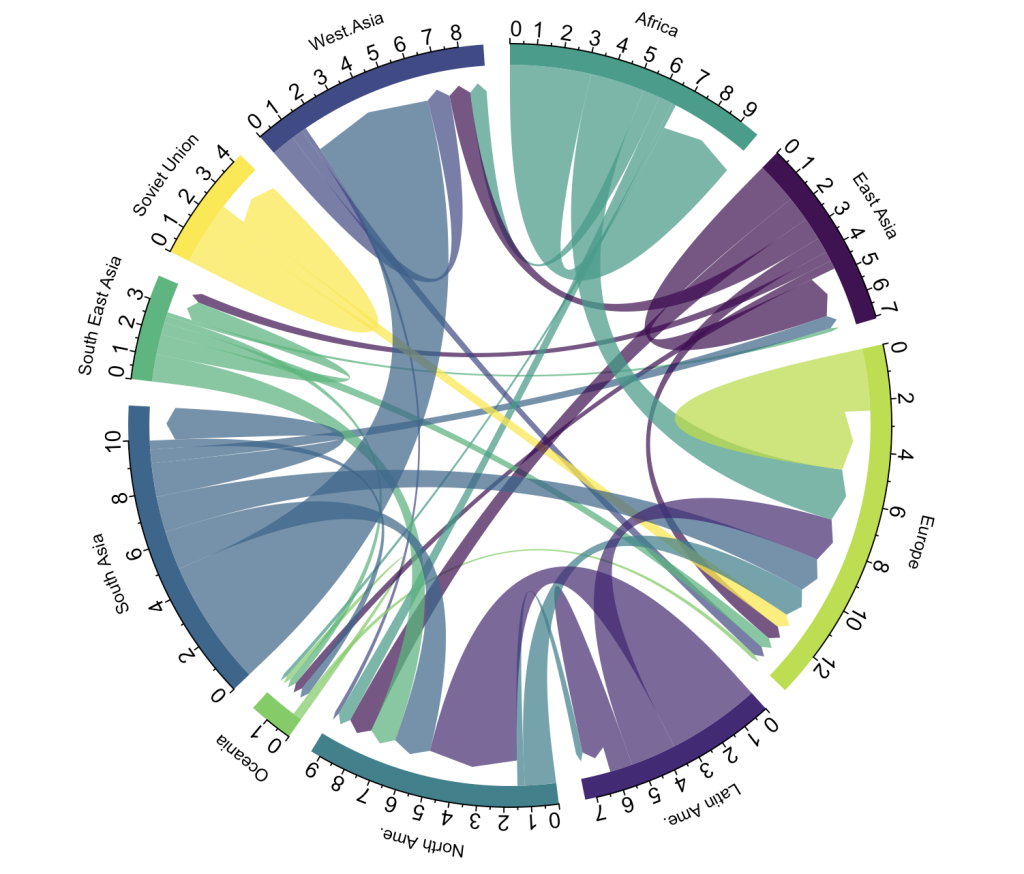 Africa
0 1 2 3 4 5 6 7 8 9
East Asia
0 1 2 3 4 5 6 7
Europe
0 2 4 6 8 10 12
Latin Ame.
0 1 2 3 4 5 6 7
North Ame.
0 1 2 3 4 5 6 7 8 9
Oceania
0 1
South Asia
0 2 4 6 8 10
South East Asia
0 1 2 3
Soviet Union
0 1 2 3 4
West.Asia
0 1 2 3 4 5 6 7 8